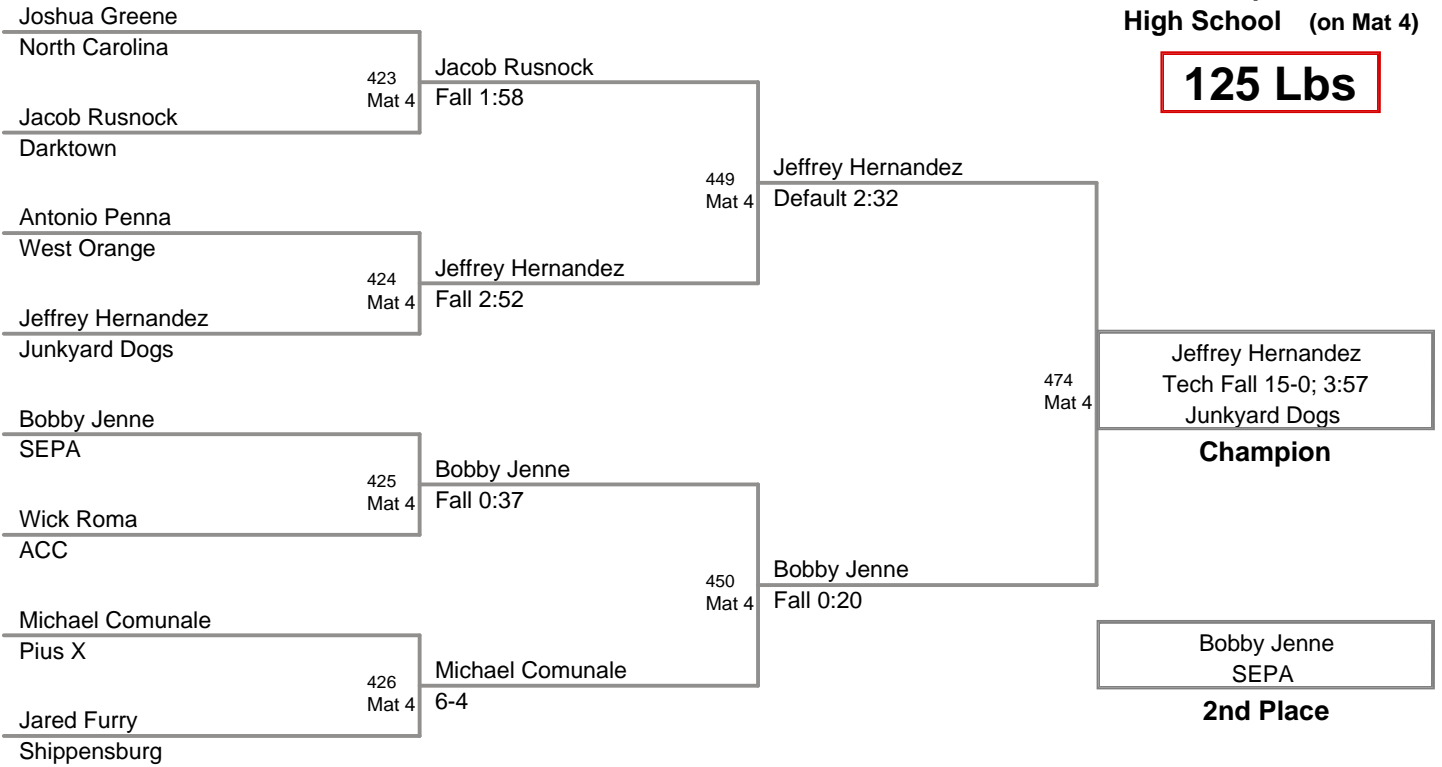 High School (on Mat 4)
125 Lbs
Joshua Greene
North Carolina
423
Mat 4
Jacob Rusnock
Fall 1:58
Jacob Rusnock
Darktown
449
Mat 4
Jeffrey Hernandez
Default 2:32
Antonio Penna
West Orange
424
Mat 4
Jeffrey Hernandez
Fall 2:52
Jeffrey Hernandez
Junkyard Dogs
474
Mat 4
Jeffrey Hernandez
Tech Fall 15-0; 3:57
Junkyard Dogs
Champion
Bobby Jenne
SEPA
425
Mat 4
Bobby Jenne
Fall 0:37
Wick Roma
ACC
450
Mat 4
Bobby Jenne
Fall 0:20
Michael Comunale
Pius X
426
Mat 4
Michael Comunale
6-4
Jared Furry
Shippensburg
Bobby Jenne
SEPA
2nd Place